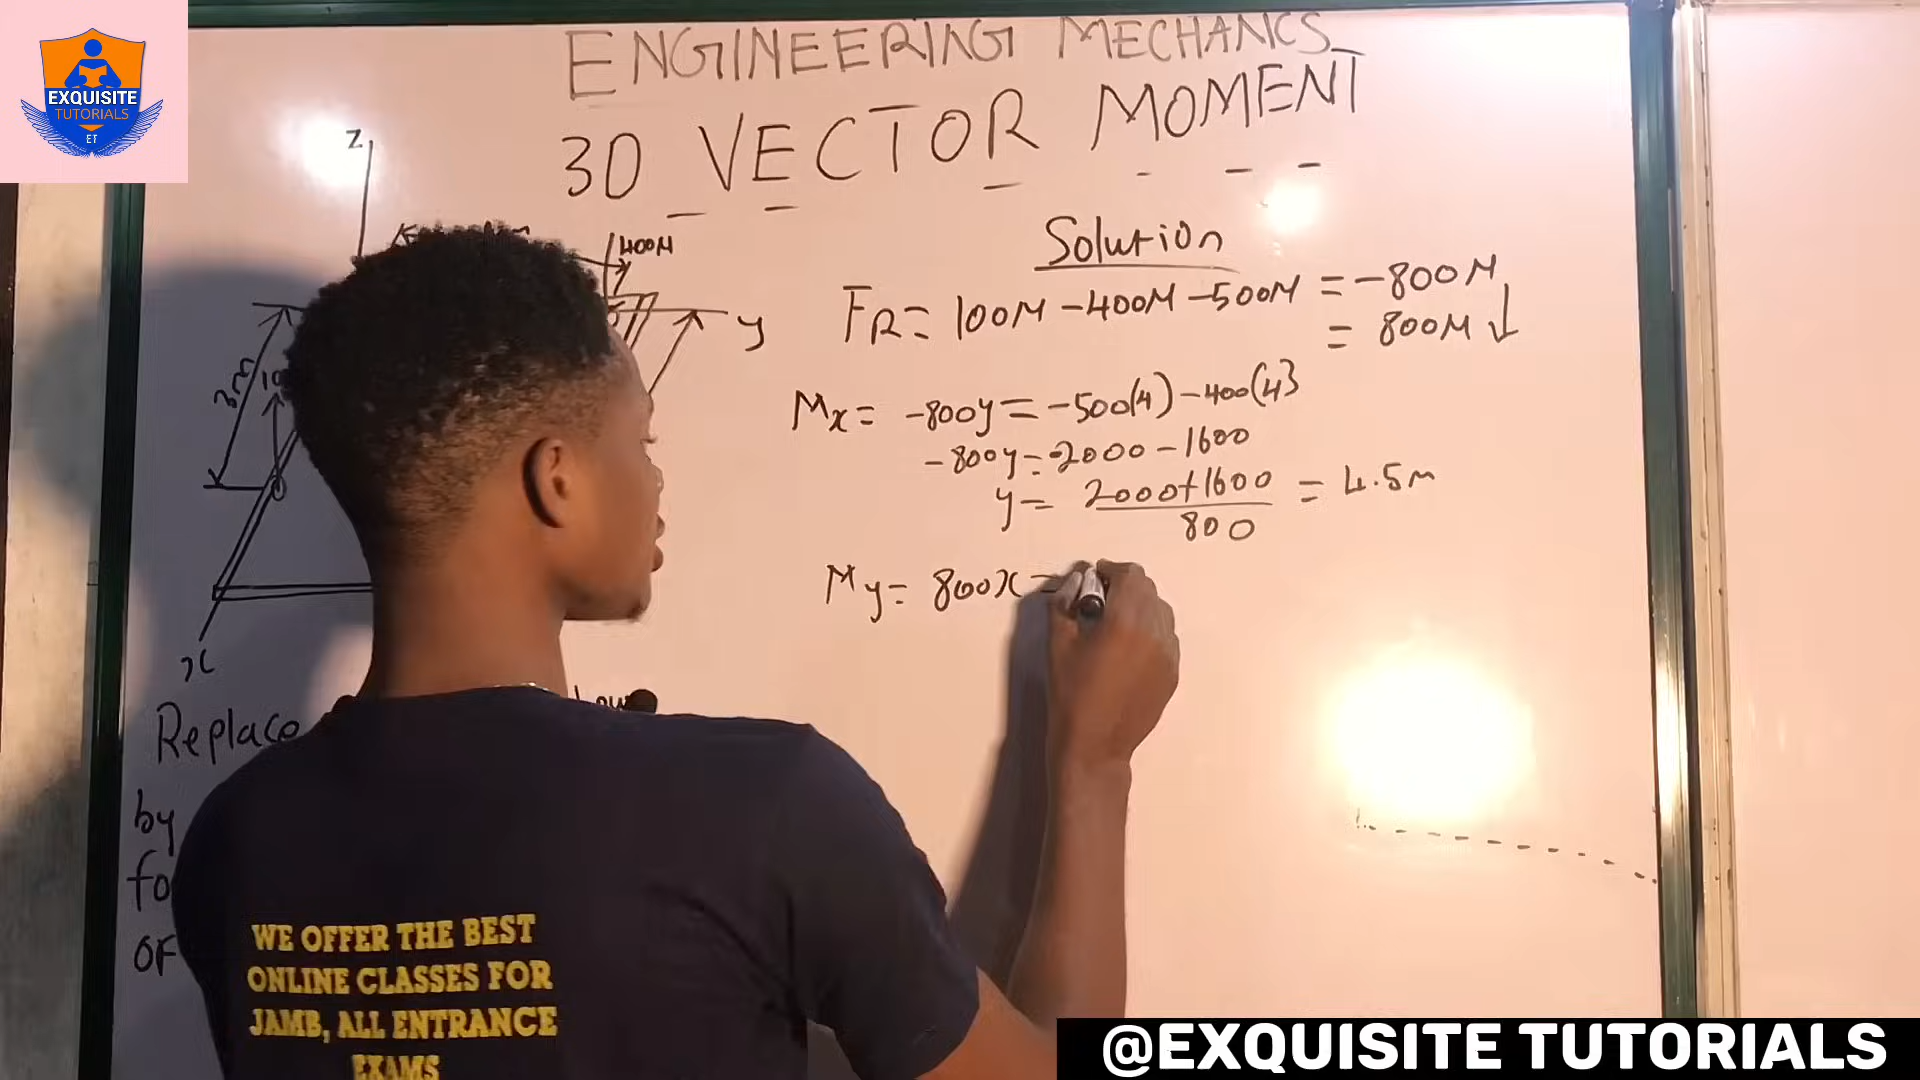 EXQUISITE
TUTORIALS
ET
ENGINEERING MECHANICS
3D VECTOR MOMENT
z
400N
y
3m
x
Solution
FR = 100N - 400N - 500N = -800N
= 800N ↓
Mx = -800y = -500(4) - 400(4)
-800y = -2000 - 1600
y = 2000+1600 / 800 = 4.5m
My = 800x =
Replace
by
OF
WE OFFER THE BEST
ONLINE CLASSES FOR
JAMB, ALL ENTRANCE
EXAMS
@EXQUISITE TUTORIALS